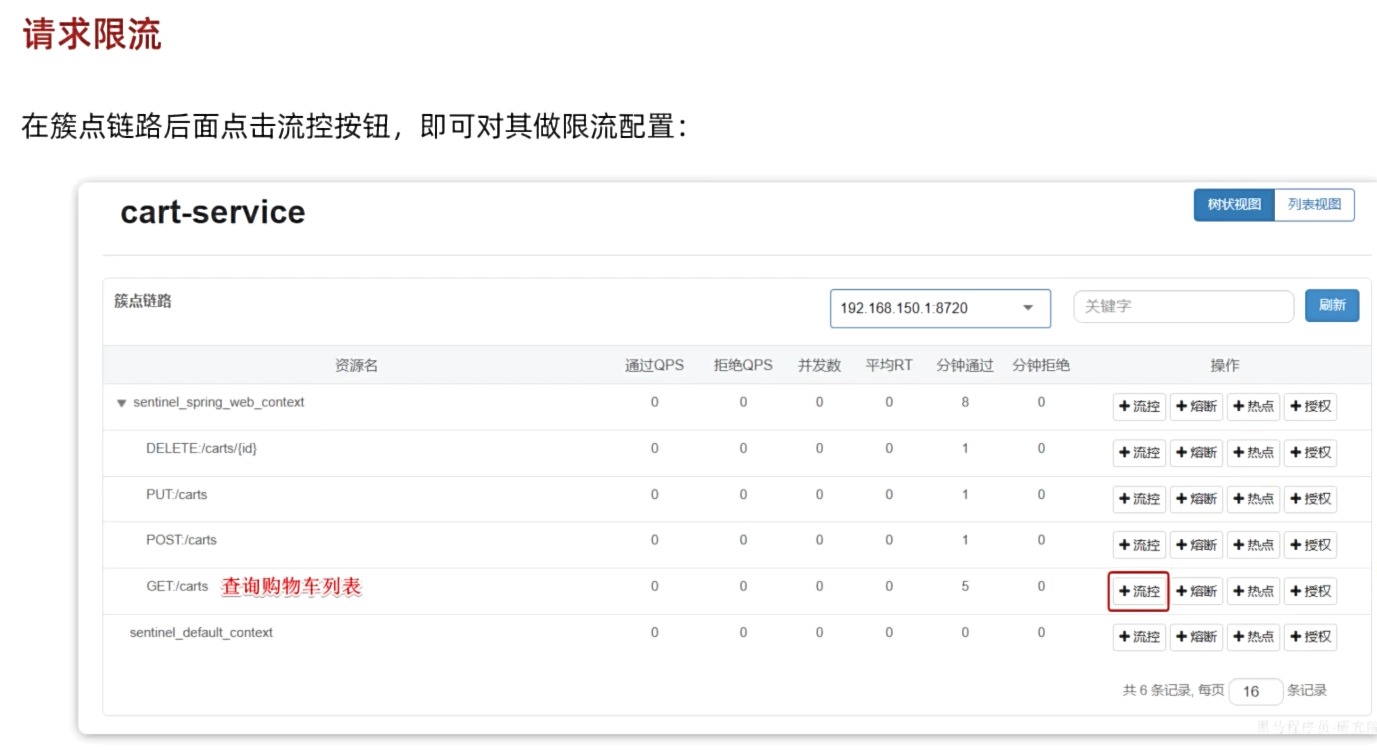 请求限流
在簇点链路后面点击流控按钮，即可对其做限流配置：
cart-service 树状视图 列表视图
簇点链路 192.168.150.1:8720 关键字 刷新
资源名 通过QPS 拒绝QPS 并发数 平均RT 分钟通过 分钟拒绝 操作
sentinel_spring_web_context 0 0 0 0 8 0 +流控 +熔断 +热点 +授权
DELETE:/carts/{id} 0 0 0 0 1 0 +流控 +熔断 +热点 +授权
PUT:/carts 0 0 0 0 1 0 +流控 +熔断 +热点 +授权
POST:/carts 0 0 0 0 1 0 +流控 +熔断 +热点 +授权
GET:/carts 查询购物车列表 0 0 0 0 5 0 +流控 +熔断 +热点 +授权
sentinel_default_context 0 0 0 0 0 0 +流控 +熔断 +热点 +授权
共 6 条记录, 每页 16 条记录
黑马程序员-研究院